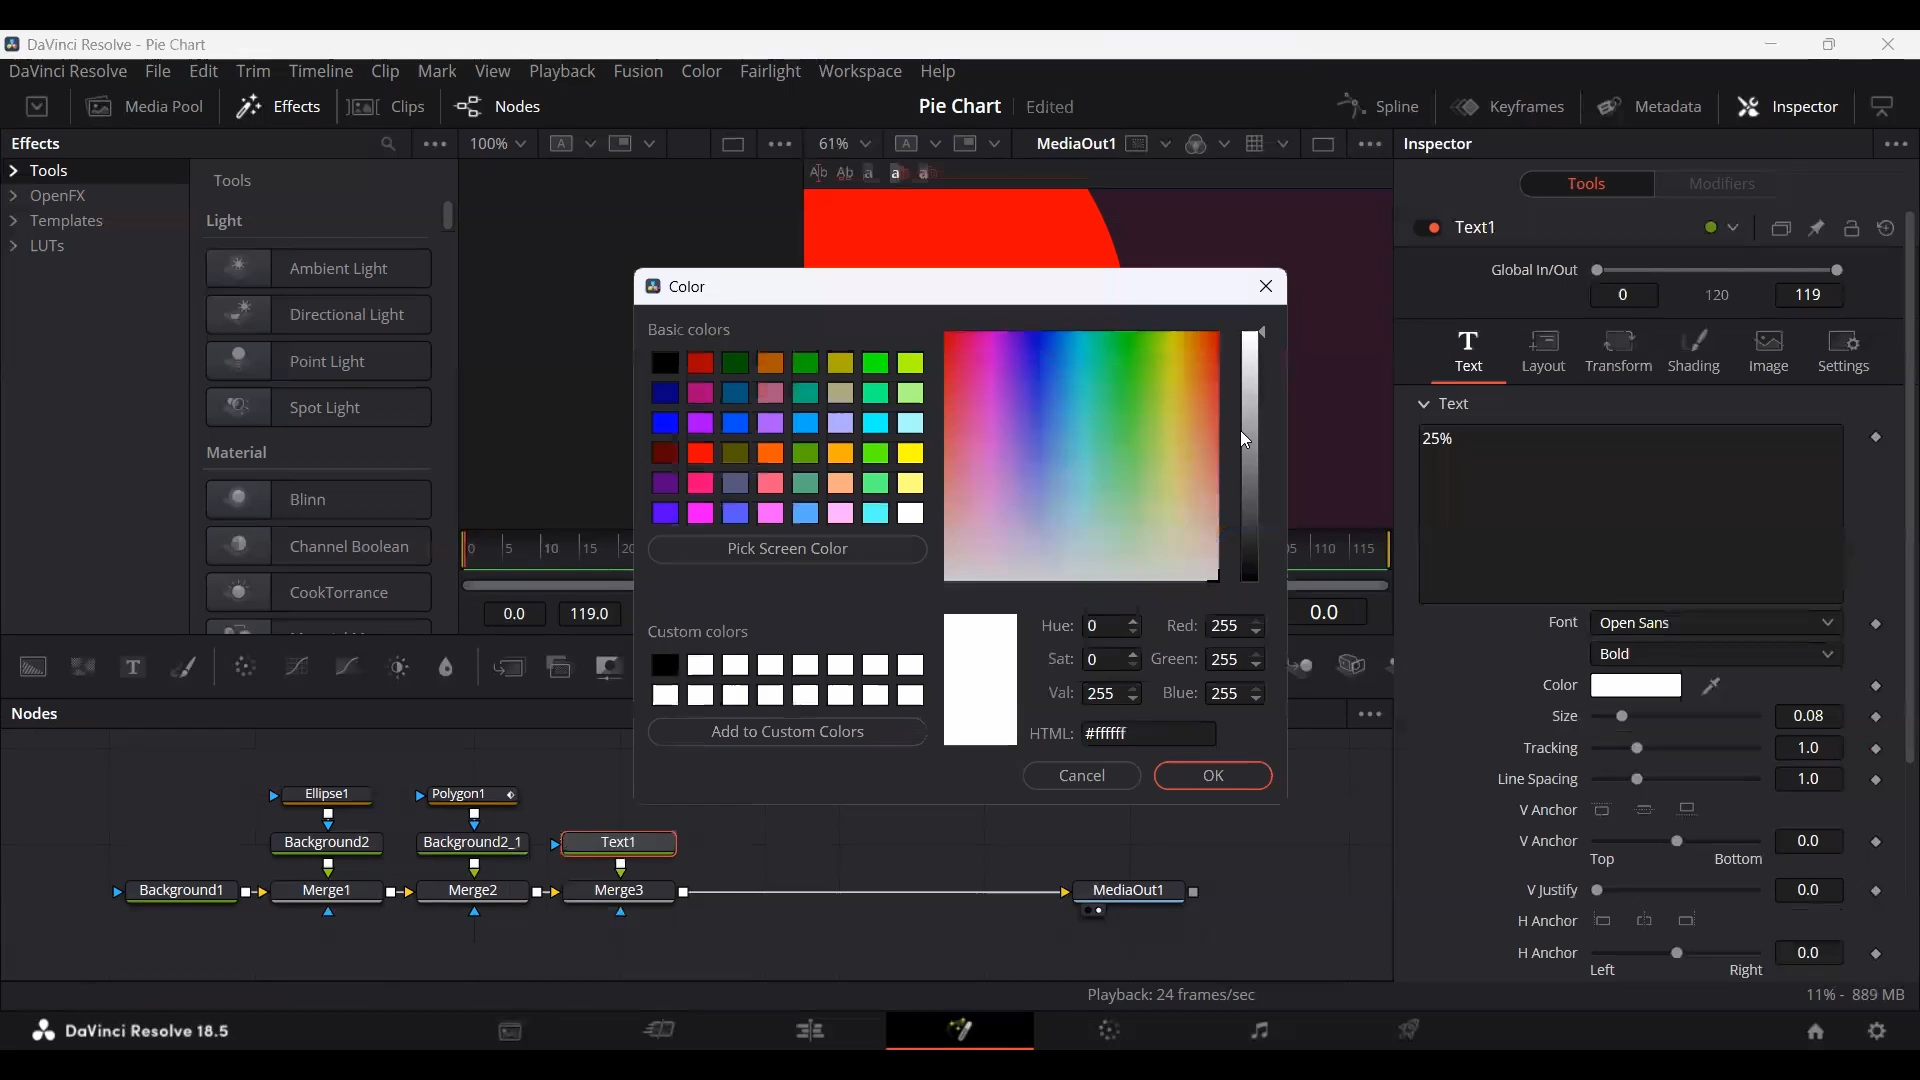 DaVinci Resolve - Pie Chart
DaVinci Resolve File Edit Trim Timeline Clip Mark View Playback Fusion Color Fairlight Workspace Help
Media Pool Effects Clips Nodes Pie Chart Edited Spline Keyframes Metadata Inspector
Effects 100% A 61% A MediaOut1 Inspector
Tools
OpenFX
Templates
LUTs
Tools
Light
Ambient Light
Directional Light
Point Light
Spot Light
Material
Blinn
Channel Boolean
CookTorrance
0 5 10 15
110 115
0.0 119.0 0.0
Color
Basic colors
Pick Screen Color
Custom colors
Add to Custom Colors
Hue: 0 Red: 255
Sat: 0 Green: 255
Val: 255 Blue: 255
HTML: #ffffff
Cancel OK
Tools Modifiers
Text1
Global In/Out
0 120 119
Text Layout Transform Shading Image Settings
Text
25%
Font Open Sans
Bold
Color
Size 0.08
Tracking 1.0
Line Spacing 1.0
V Anchor
V Anchor 0.0
Top Bottom
V Justify 0.0
H Anchor
H Anchor 0.0
Left Right
Nodes
Ellipse1 Polygon1
Background2 Background2_1 Text1
Background1 Merge1 Merge2 Merge3 MediaOut1
Playback: 24 frames/sec 11% - 889 MB
DaVinci Resolve 18.5